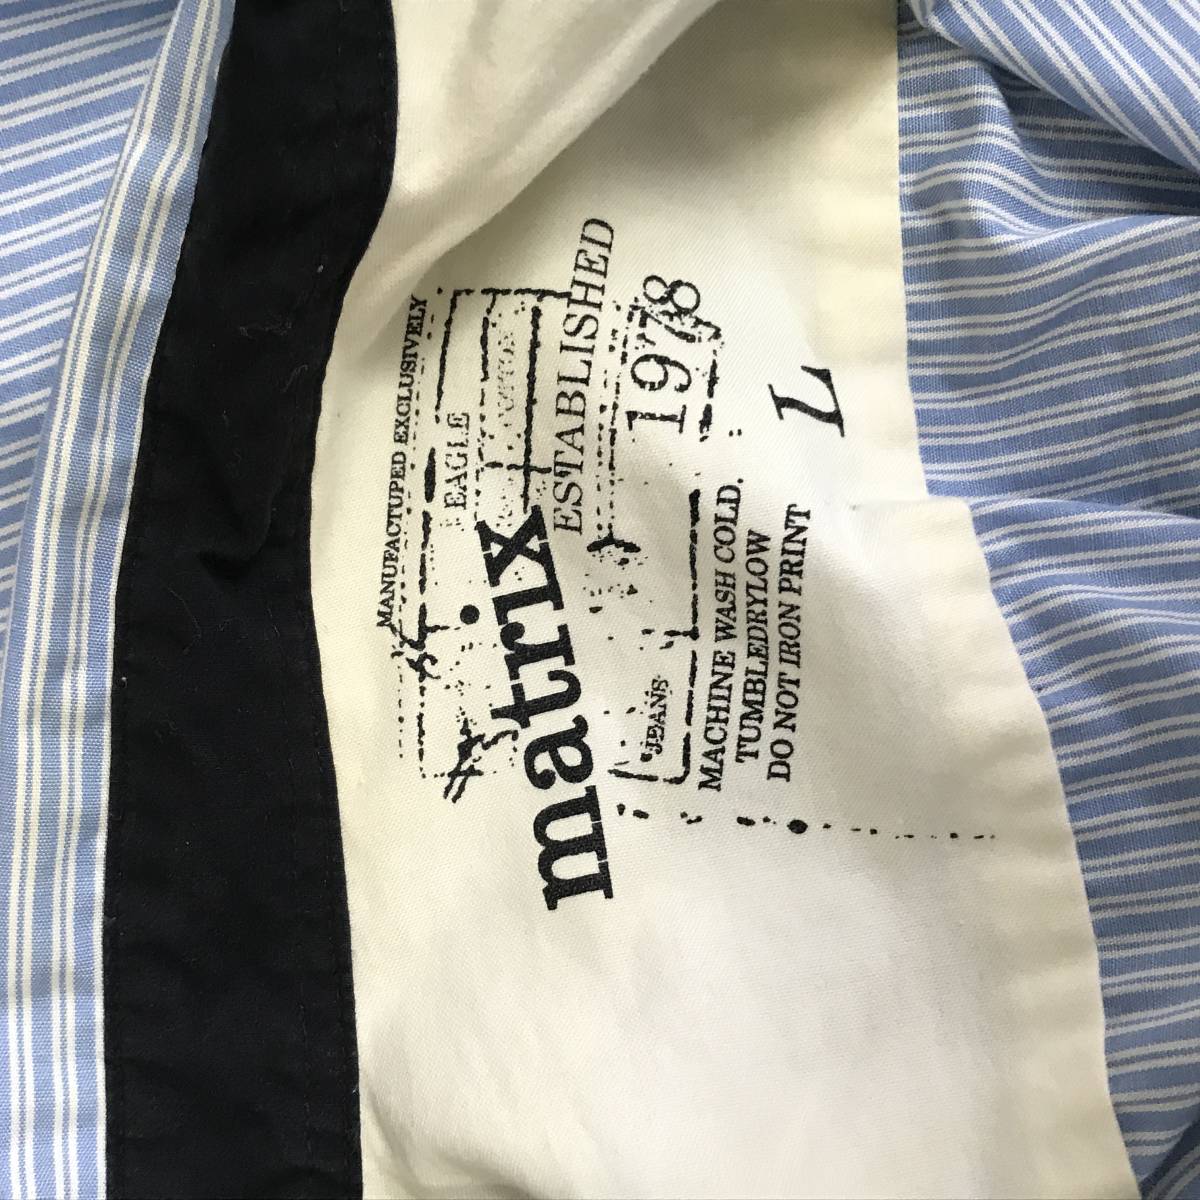 MANUFACTUPED EXCLUSIVELY
EAGLE
matrix
ESTABLISHED
1978
JEANS
MACHINE WASH COLD.
TUMBLEDRYLOW
DO NOT IRON PRINT
L